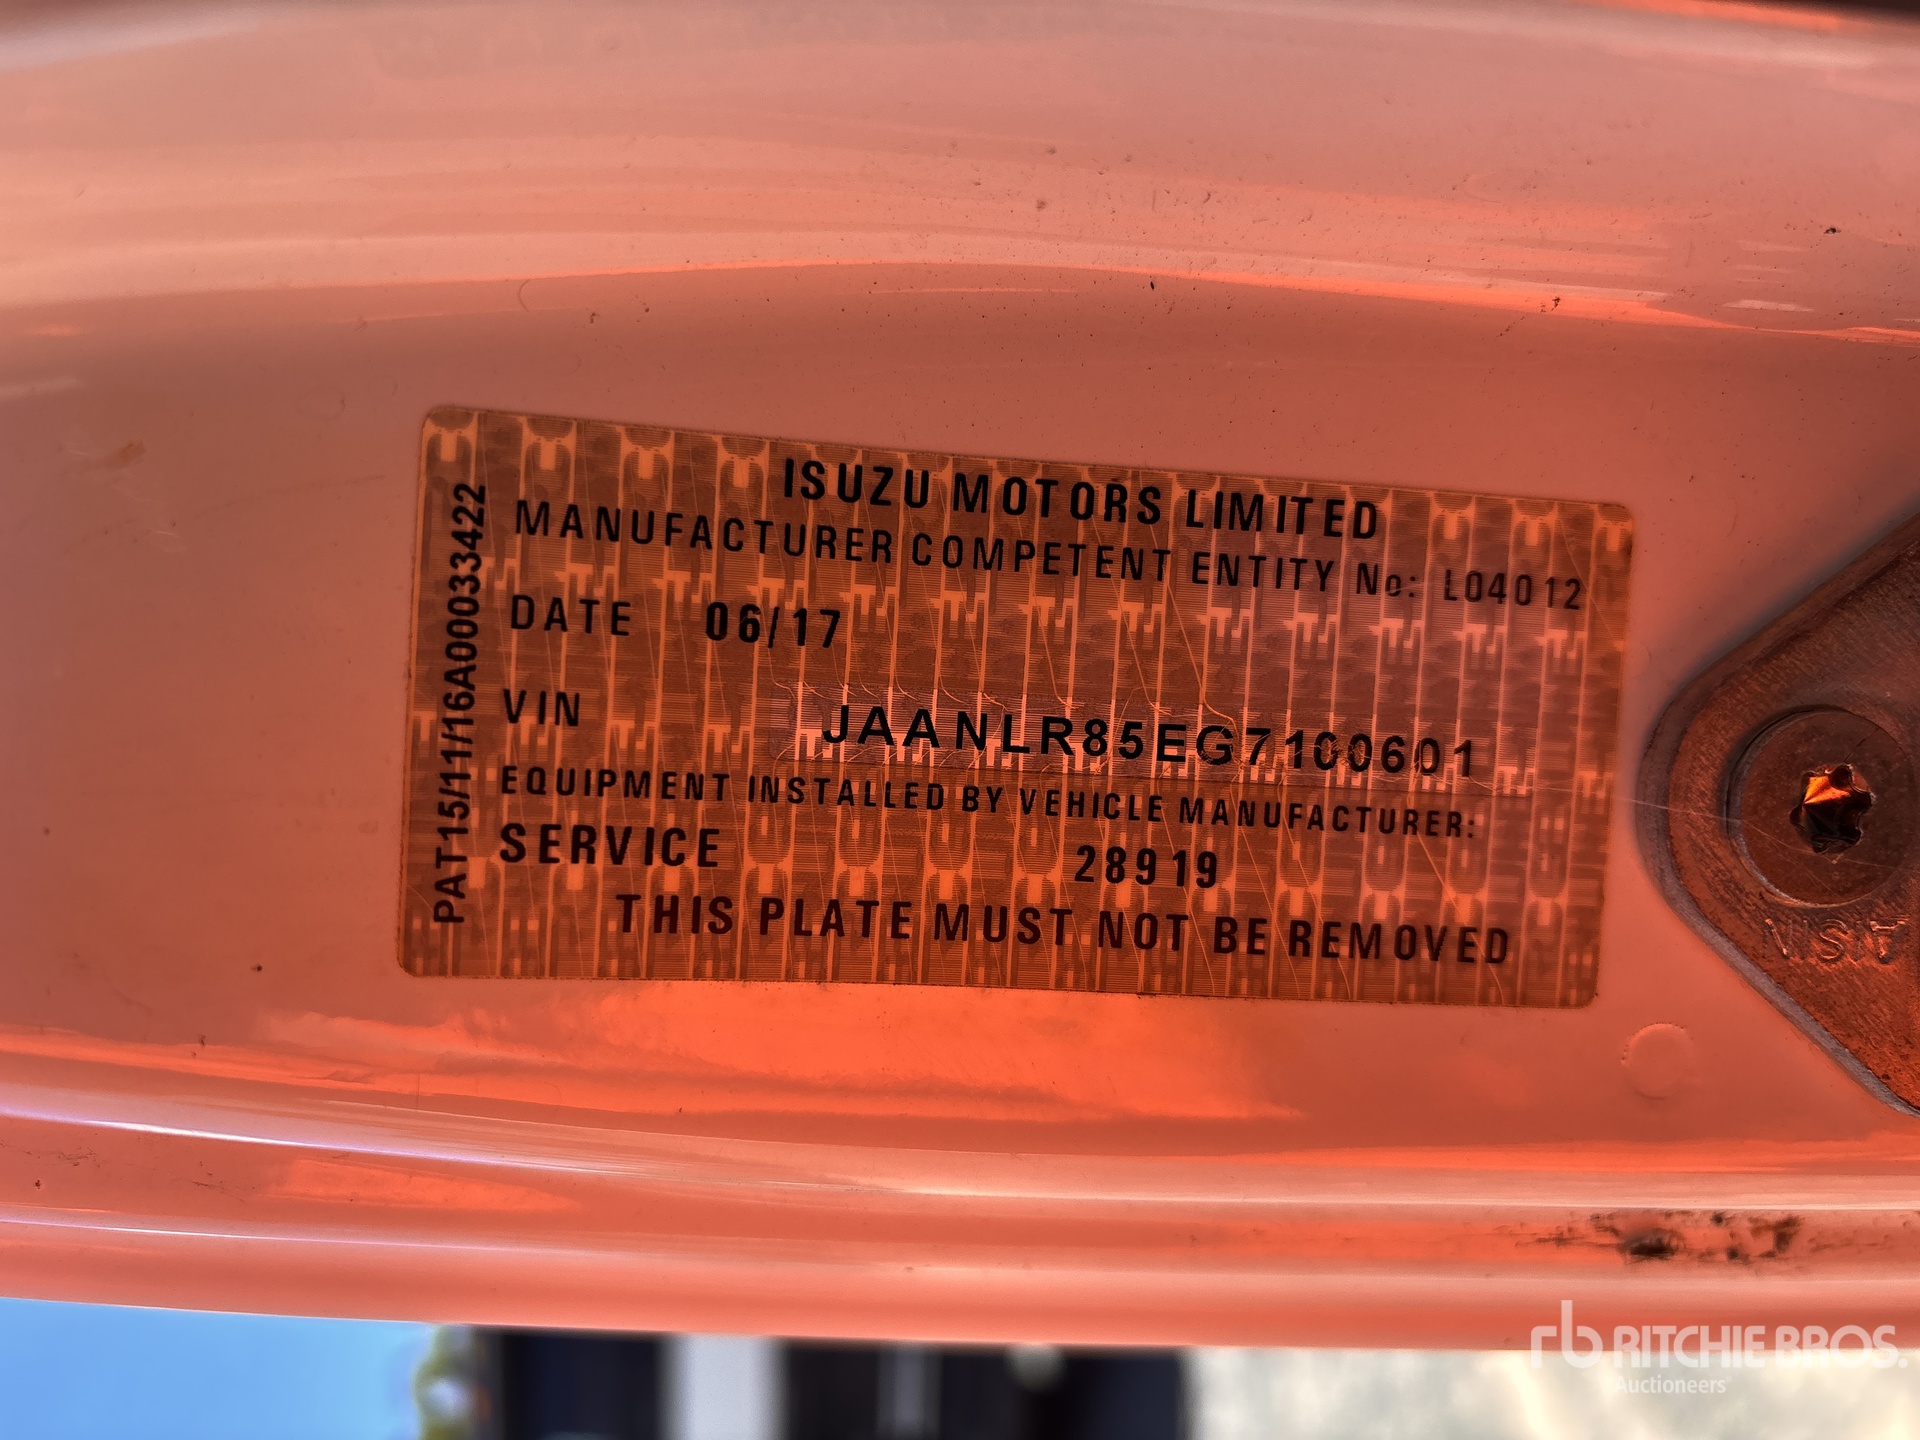 ISUZU MOTORS LIMITED
MANUFACTURER COMPETENT ENTITY No: L04012
DATE 06/17
VIN JAANLR85EG7100601
EQUIPMENT INSTALLED BY VEHICLE MANUFACTURER:
SERVICE 28919
THIS PLATE MUST NOT BE REMOVED
PAT15/11/16A00033422
rb RITCHIE BROS.
Auctioneers